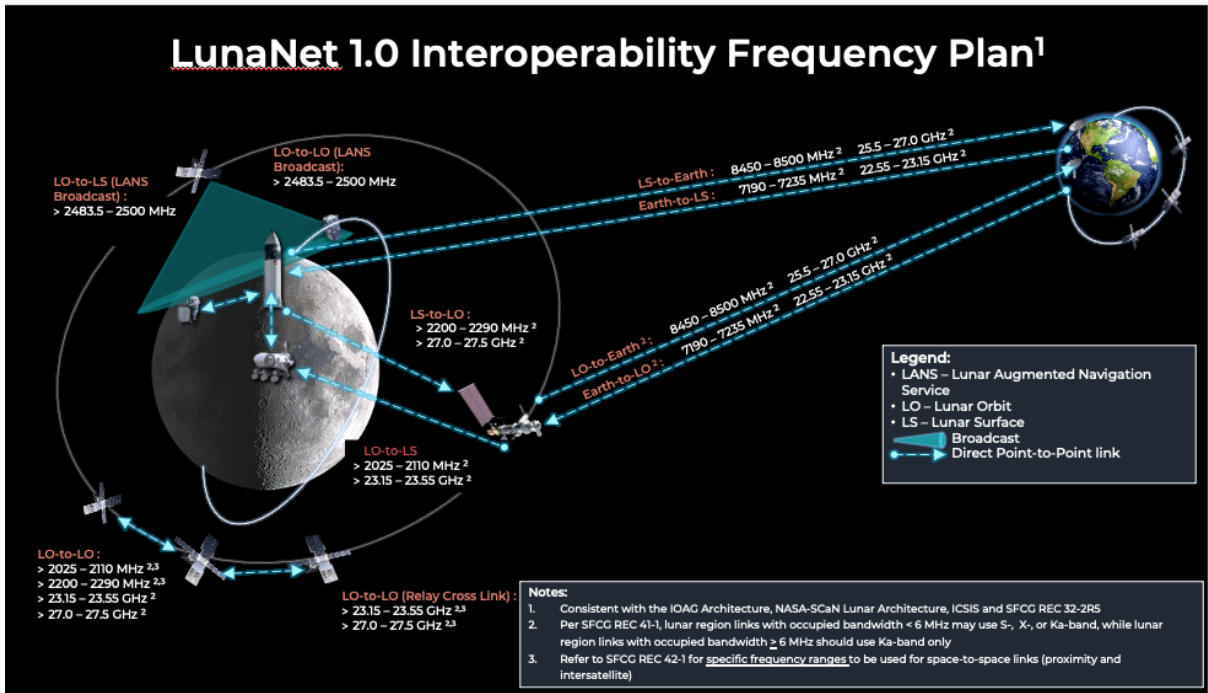 LunaNet 1.0 Interoperability Frequency Plan¹
LO-to-LO (LANS
Broadcast):
> 2483.5 – 2500 MHz
LO-to-LS (LANS
Broadcast) :
> 2483.5 – 2500 MHz
LS-to-Earth : 8450 – 8500 MHz ² 25.5 – 27.0 GHz ²
Earth-to-LS : 7190 – 7235 MHz ² 22.55 – 23.15 GHz ²
LO-to-Earth ² : 8450 – 8500 MHz ² 25.5 – 27.0 GHz ²
Earth-to-LO ² : 7190 – 7235 MHz ² 22.55 – 23.15 GHz ²
LS-to-LO :
> 2200 – 2290 MHz ²
> 27.0 – 27.5 GHz ²
LO-to-LS
> 2025 – 2110 MHz ²
> 23.15 – 23.55 GHz ²
Legend:
• LANS – Lunar Augmented Navigation
Service
• LO – Lunar Orbit
• LS – Lunar Surface
Broadcast
Direct Point-to-Point link
LO-to-LO :
> 2025 – 2110 MHz ²,³
> 2200 – 2290 MHz ²,³
> 23.15 – 23.55 GHz ²
> 27.0 – 27.5 GHz ²
LO-to-LO (Relay Cross Link) :
> 23.15 – 23.55 GHz ²,³
> 27.0 – 27.5 GHz ²,³
Notes:
1. Consistent with the IOAG Architecture, NASA-SCaN Lunar Architecture, ICSIS and SFCG REC 32-2R5
2. Per SFCG REC 41-1, lunar region links with occupied bandwidth < 6 MHz may use S-, X-, or Ka-band, while lunar
region links with occupied bandwidth ≥ 6 MHz should use Ka-band only
3. Refer to SFCG REC 42-1 for specific frequency ranges to be used for space-to-space links (proximity and
intersatellite)